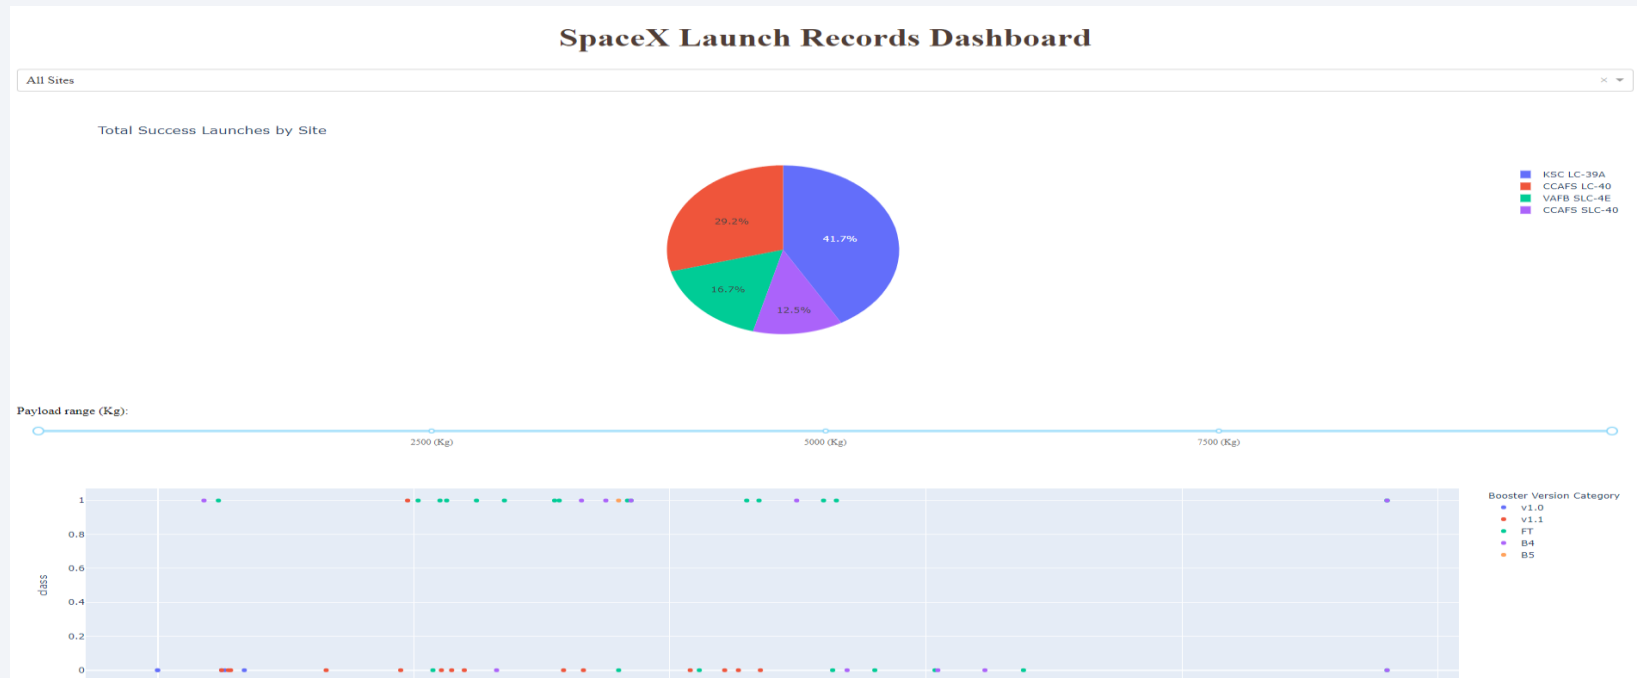 SpaceX Launch Records Dashboard
All Sites
×
Total Success Launches by Site
29.2%
41.7%
16.7%
12.5%
KSC LC-39A
CCAFS LC-40
VAFB SLC-4E
CCAFS SLC-40
Payload range (Kg):
2500 (Kg)
5000 (Kg)
7500 (Kg)
1
0.8
0.6
0.4
0.2
0
class
Booster Version Category
v1.0
v1.1
FT
B4
B5